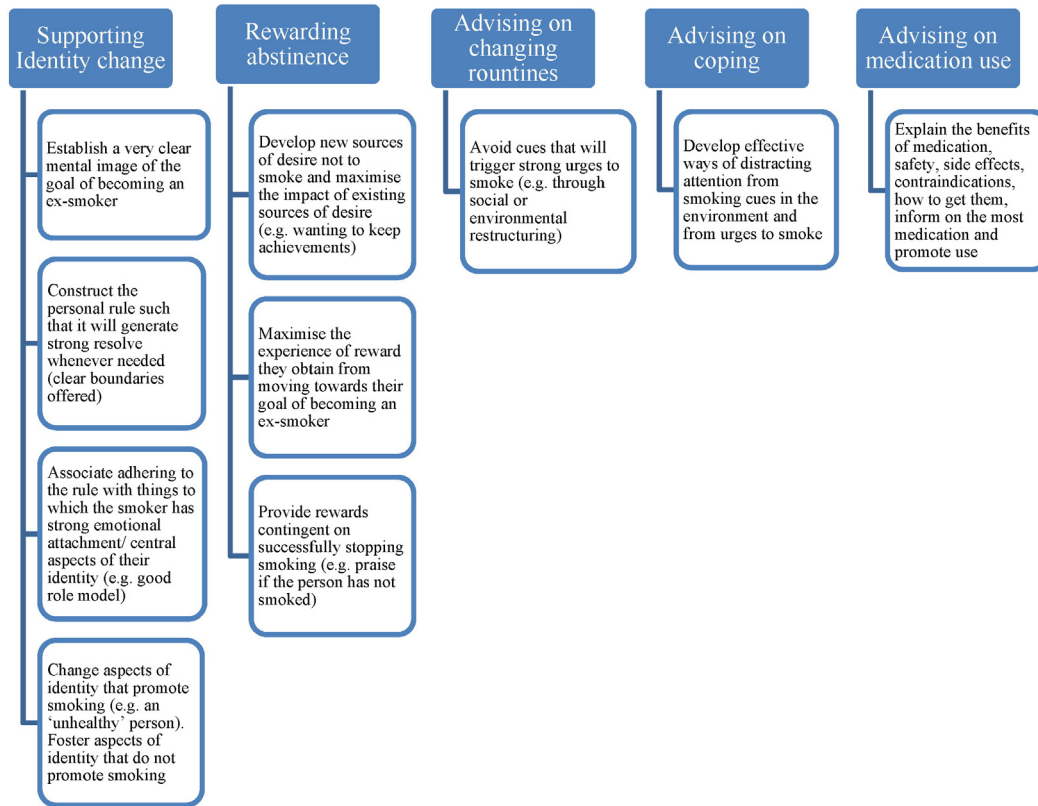 Supporting
Identity change
Establish a very clear
mental image of the
goal of becoming an
ex-smoker
Construct the
personal rule such
that it will generate
strong resolve
whenever needed
(clear boundaries
offered)
Associate adhering to
the rule with things to
which the smoker has
strong emotional
attachment/ central
aspects of their
identity (e.g. good
role model)
Change aspects of
identity that promote
smoking (e.g. an
‘unhealthy’ person).
Foster aspects of
identity that do not
promote smoking
Rewarding
abstinence
Develop new sources
of desire not to
smoke and maximise
the impact of existing
sources of desire
(e.g. wanting to keep
achievements)
Maximise the
experience of reward
they obtain from
moving towards their
goal of becoming an
ex-smoker
Provide rewards
contingent on
successfully stopping
smoking (e.g. praise
if the person has not
smoked)
Advising on
changing
rountines
Avoid cues that will
trigger strong urges to
smoke (e.g. through
social or
environmental
restructuring)
Advising on
coping
Develop effective
ways of distracting
attention from
smoking cues in the
environment and
from urges to smoke
Advising on
medication use
Explain the benefits
of medication,
safety, side effects,
contraindications,
how to get them,
inform on the most
medication and
promote use